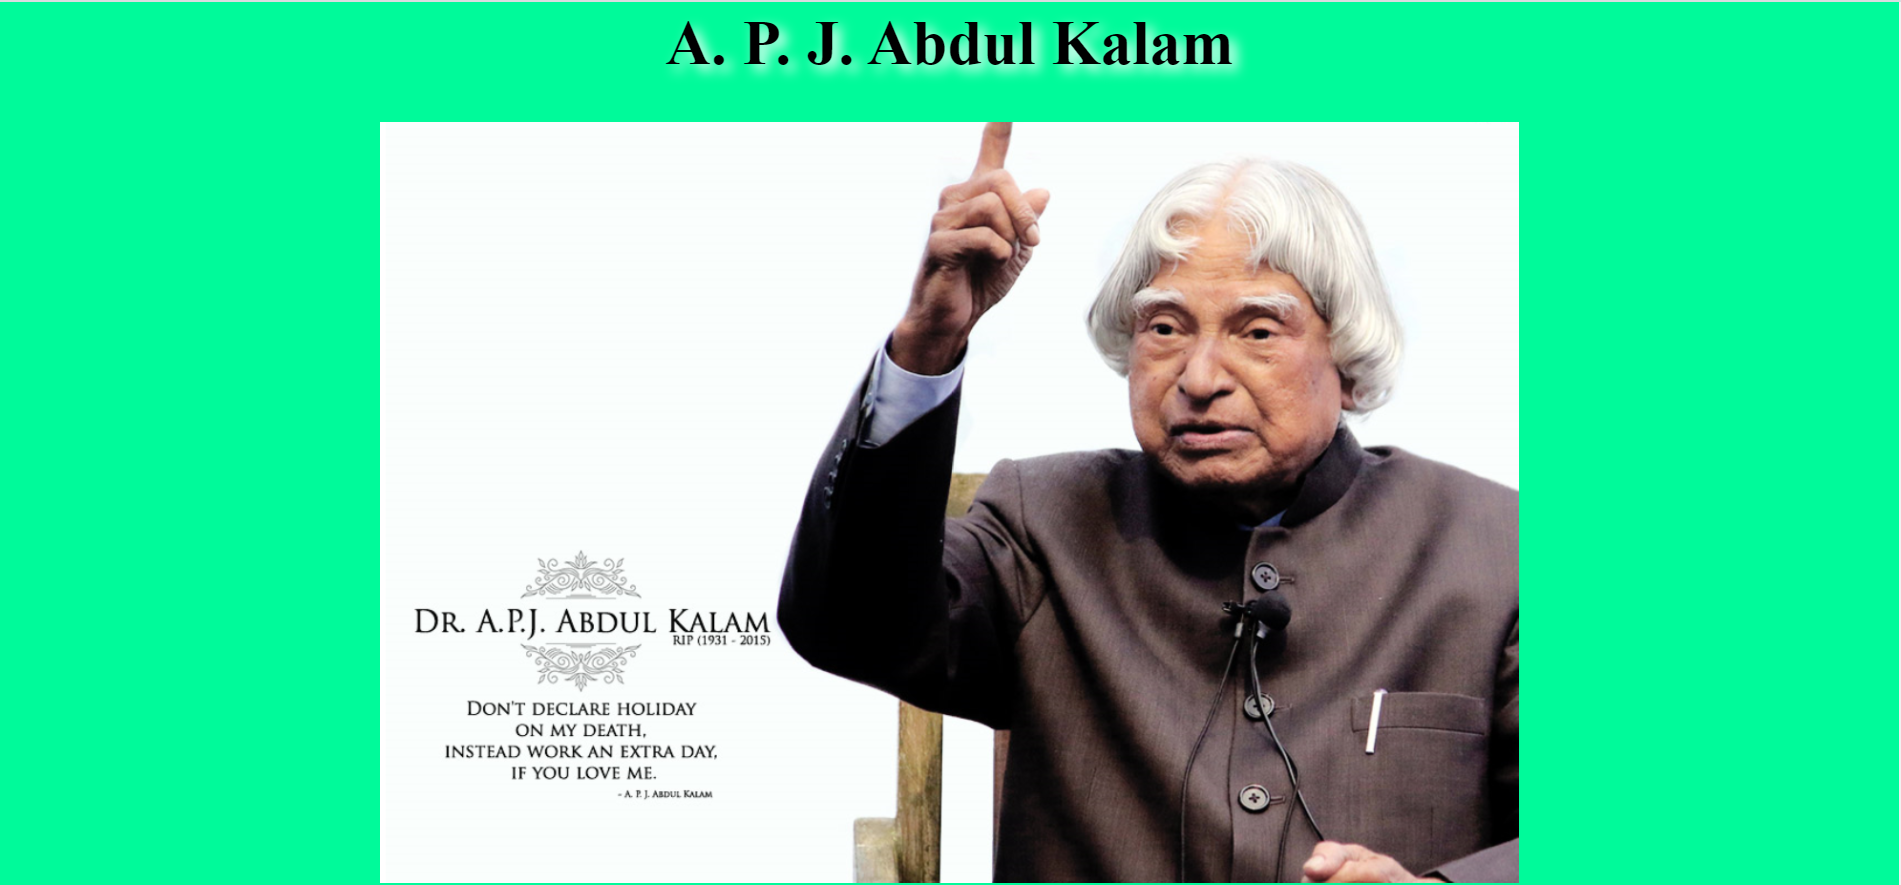 A. P. J. Abdul Kalam
Dr. A.P.J. Abdul Kalam
RIP (1931 - 2015)
Don't declare holiday
on my death,
instead work an extra day,
if you love me.
- A. P. J. Abdul Kalam